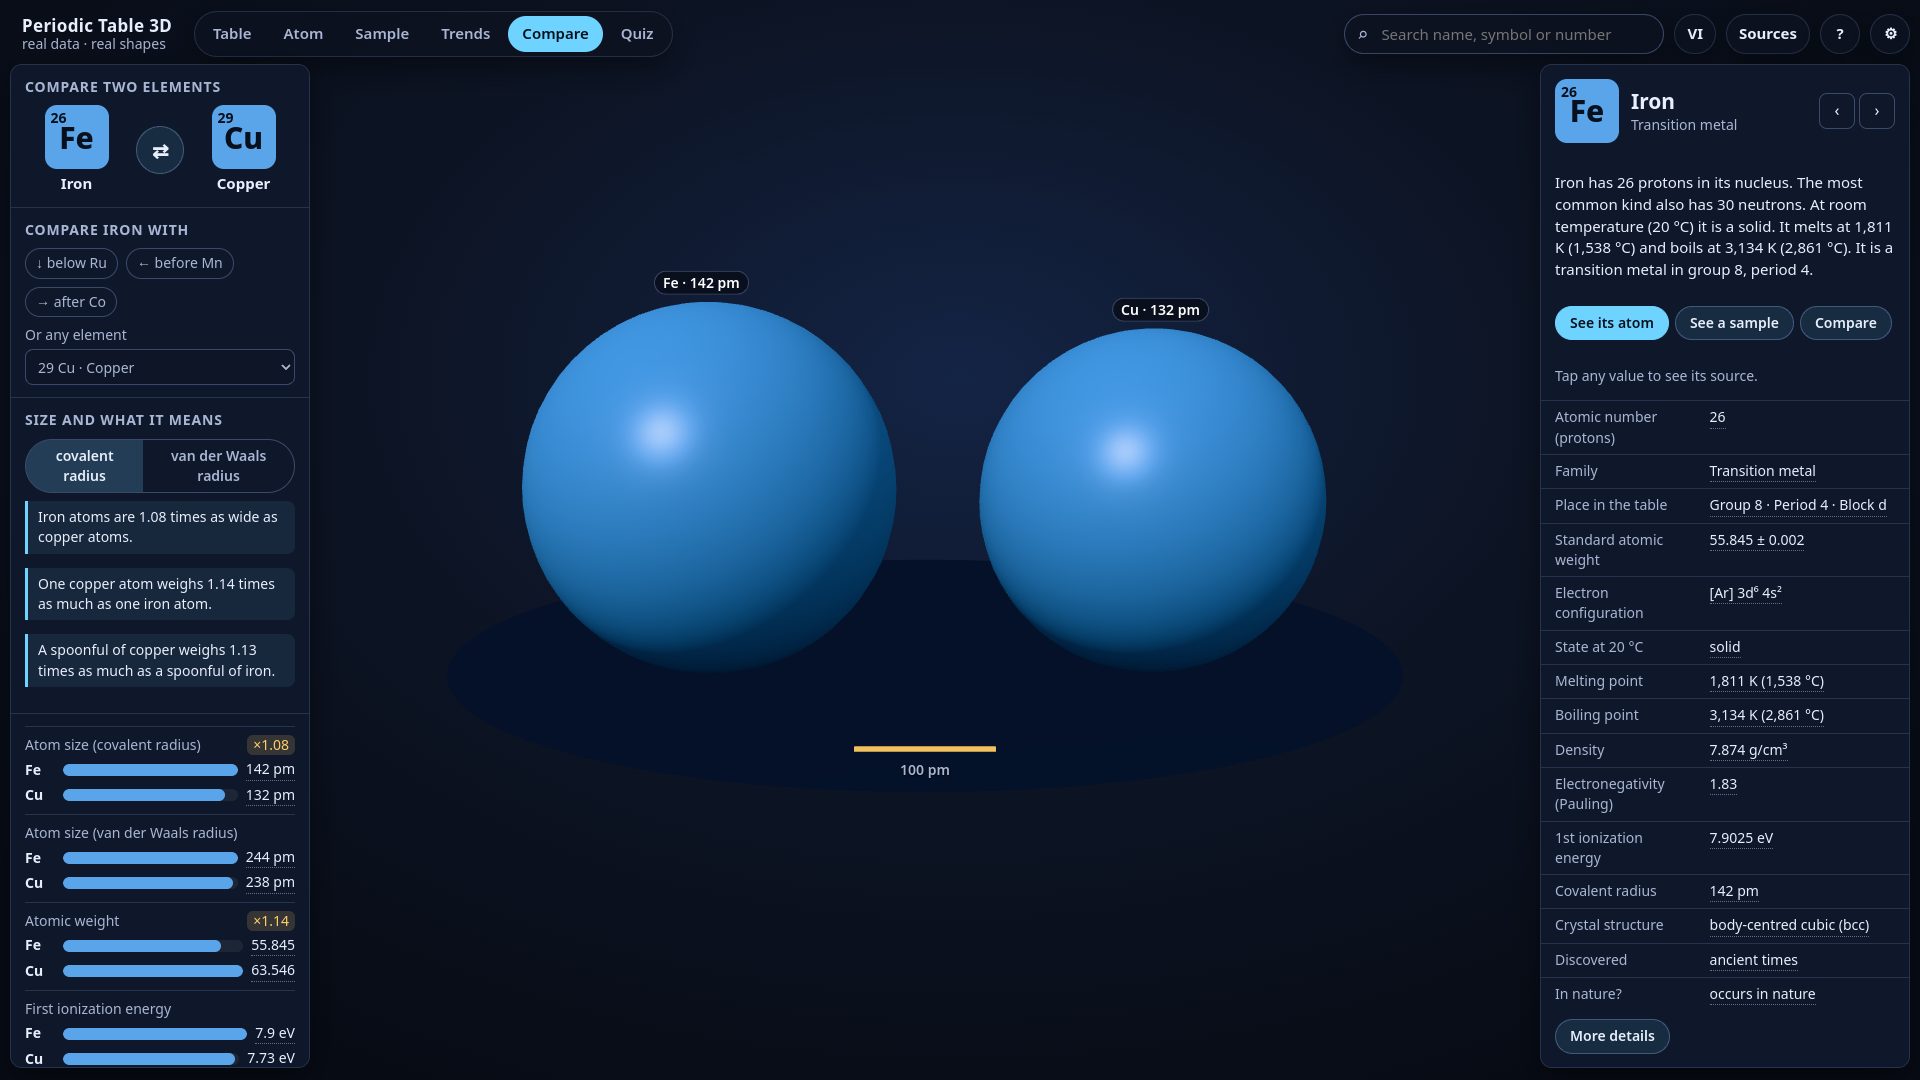 Periodic Table 3D
real data · real shapes
Table
Atom
Sample
Trends
Compare
Quiz
Search name, symbol or number
VI
Sources
?
COMPARE TWO ELEMENTS
26
Fe
Iron
⇄
29
Cu
Copper
COMPARE IRON WITH
↓ below Ru
← before Mn
→ after Co
Or any element
29 Cu · Copper
SIZE AND WHAT IT MEANS
covalent
radius
van der Waals
radius
Iron atoms are 1.08 times as wide as
copper atoms.
One copper atom weighs 1.14 times
as much as one iron atom.
A spoonful of copper weighs 1.13
times as much as a spoonful of iron.
Atom size (covalent radius)
×1.08
Fe
142 pm
Cu
132 pm
Atom size (van der Waals radius)
Fe
244 pm
Cu
238 pm
Atomic weight
×1.14
Fe
55.845
Cu
63.546
First ionization energy
Fe
7.9 eV
Cu
7.73 eV
Fe · 142 pm
Cu · 132 pm
100 pm
26
Fe
Iron
Transition metal
‹
›
Iron has 26 protons in its nucleus. The most
common kind also has 30 neutrons. At room
temperature (20 °C) it is a solid. It melts at 1,811
K (1,538 °C) and boils at 3,134 K (2,861 °C). It is a
transition metal in group 8, period 4.
See its atom
See a sample
Compare
Tap any value to see its source.
Atomic number
(protons)
26
Family
Transition metal
Place in the table
Group 8 · Period 4 · Block d
Standard atomic
weight
55.845 ± 0.002
Electron
configuration
[Ar] 3d⁶ 4s²
State at 20 °C
solid
Melting point
1,811 K (1,538 °C)
Boiling point
3,134 K (2,861 °C)
Density
7.874 g/cm³
Electronegativity
(Pauling)
1.83
1st ionization
energy
7.9025 eV
Covalent radius
142 pm
Crystal structure
body-centred cubic (bcc)
Discovered
ancient times
In nature?
occurs in nature
More details